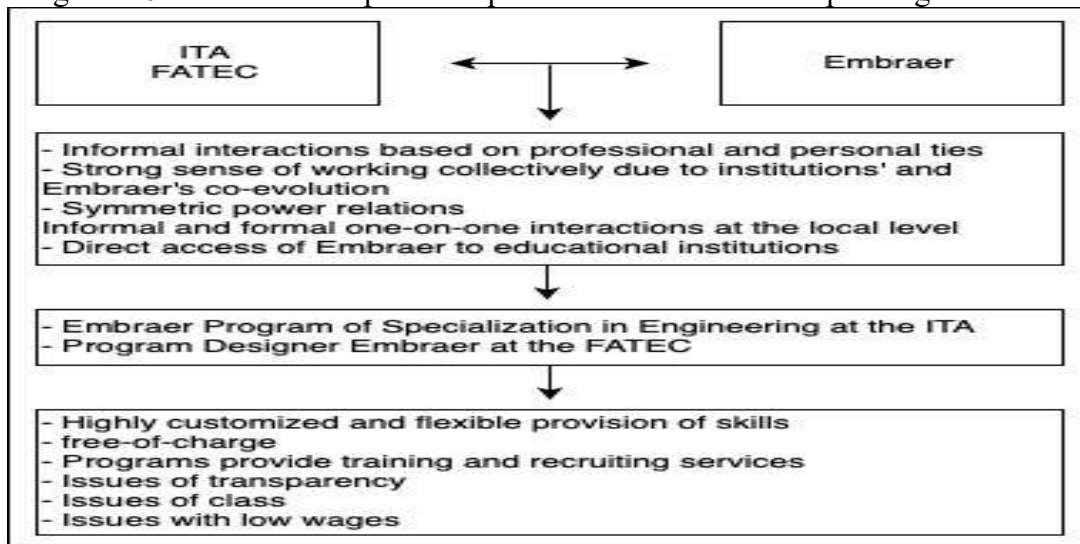 ITA
FATEC
Embraer
- Informal interactions based on professional and personal ties
- Strong sense of working collectively due to institutions' and
Embraer's co-evolution
- Symmetric power relations
Informal and formal one-on-one interactions at the local level
- Direct access of Embraer to educational institutions
- Embraer Program of Specialization in Engineering at the ITA
- Program Designer Embraer at the FATEC
- Highly customized and flexible provision of skills
- free-of-charge
- Programs provide training and recruiting services
- Issues of transparency
- Issues of class
- Issues with low wages